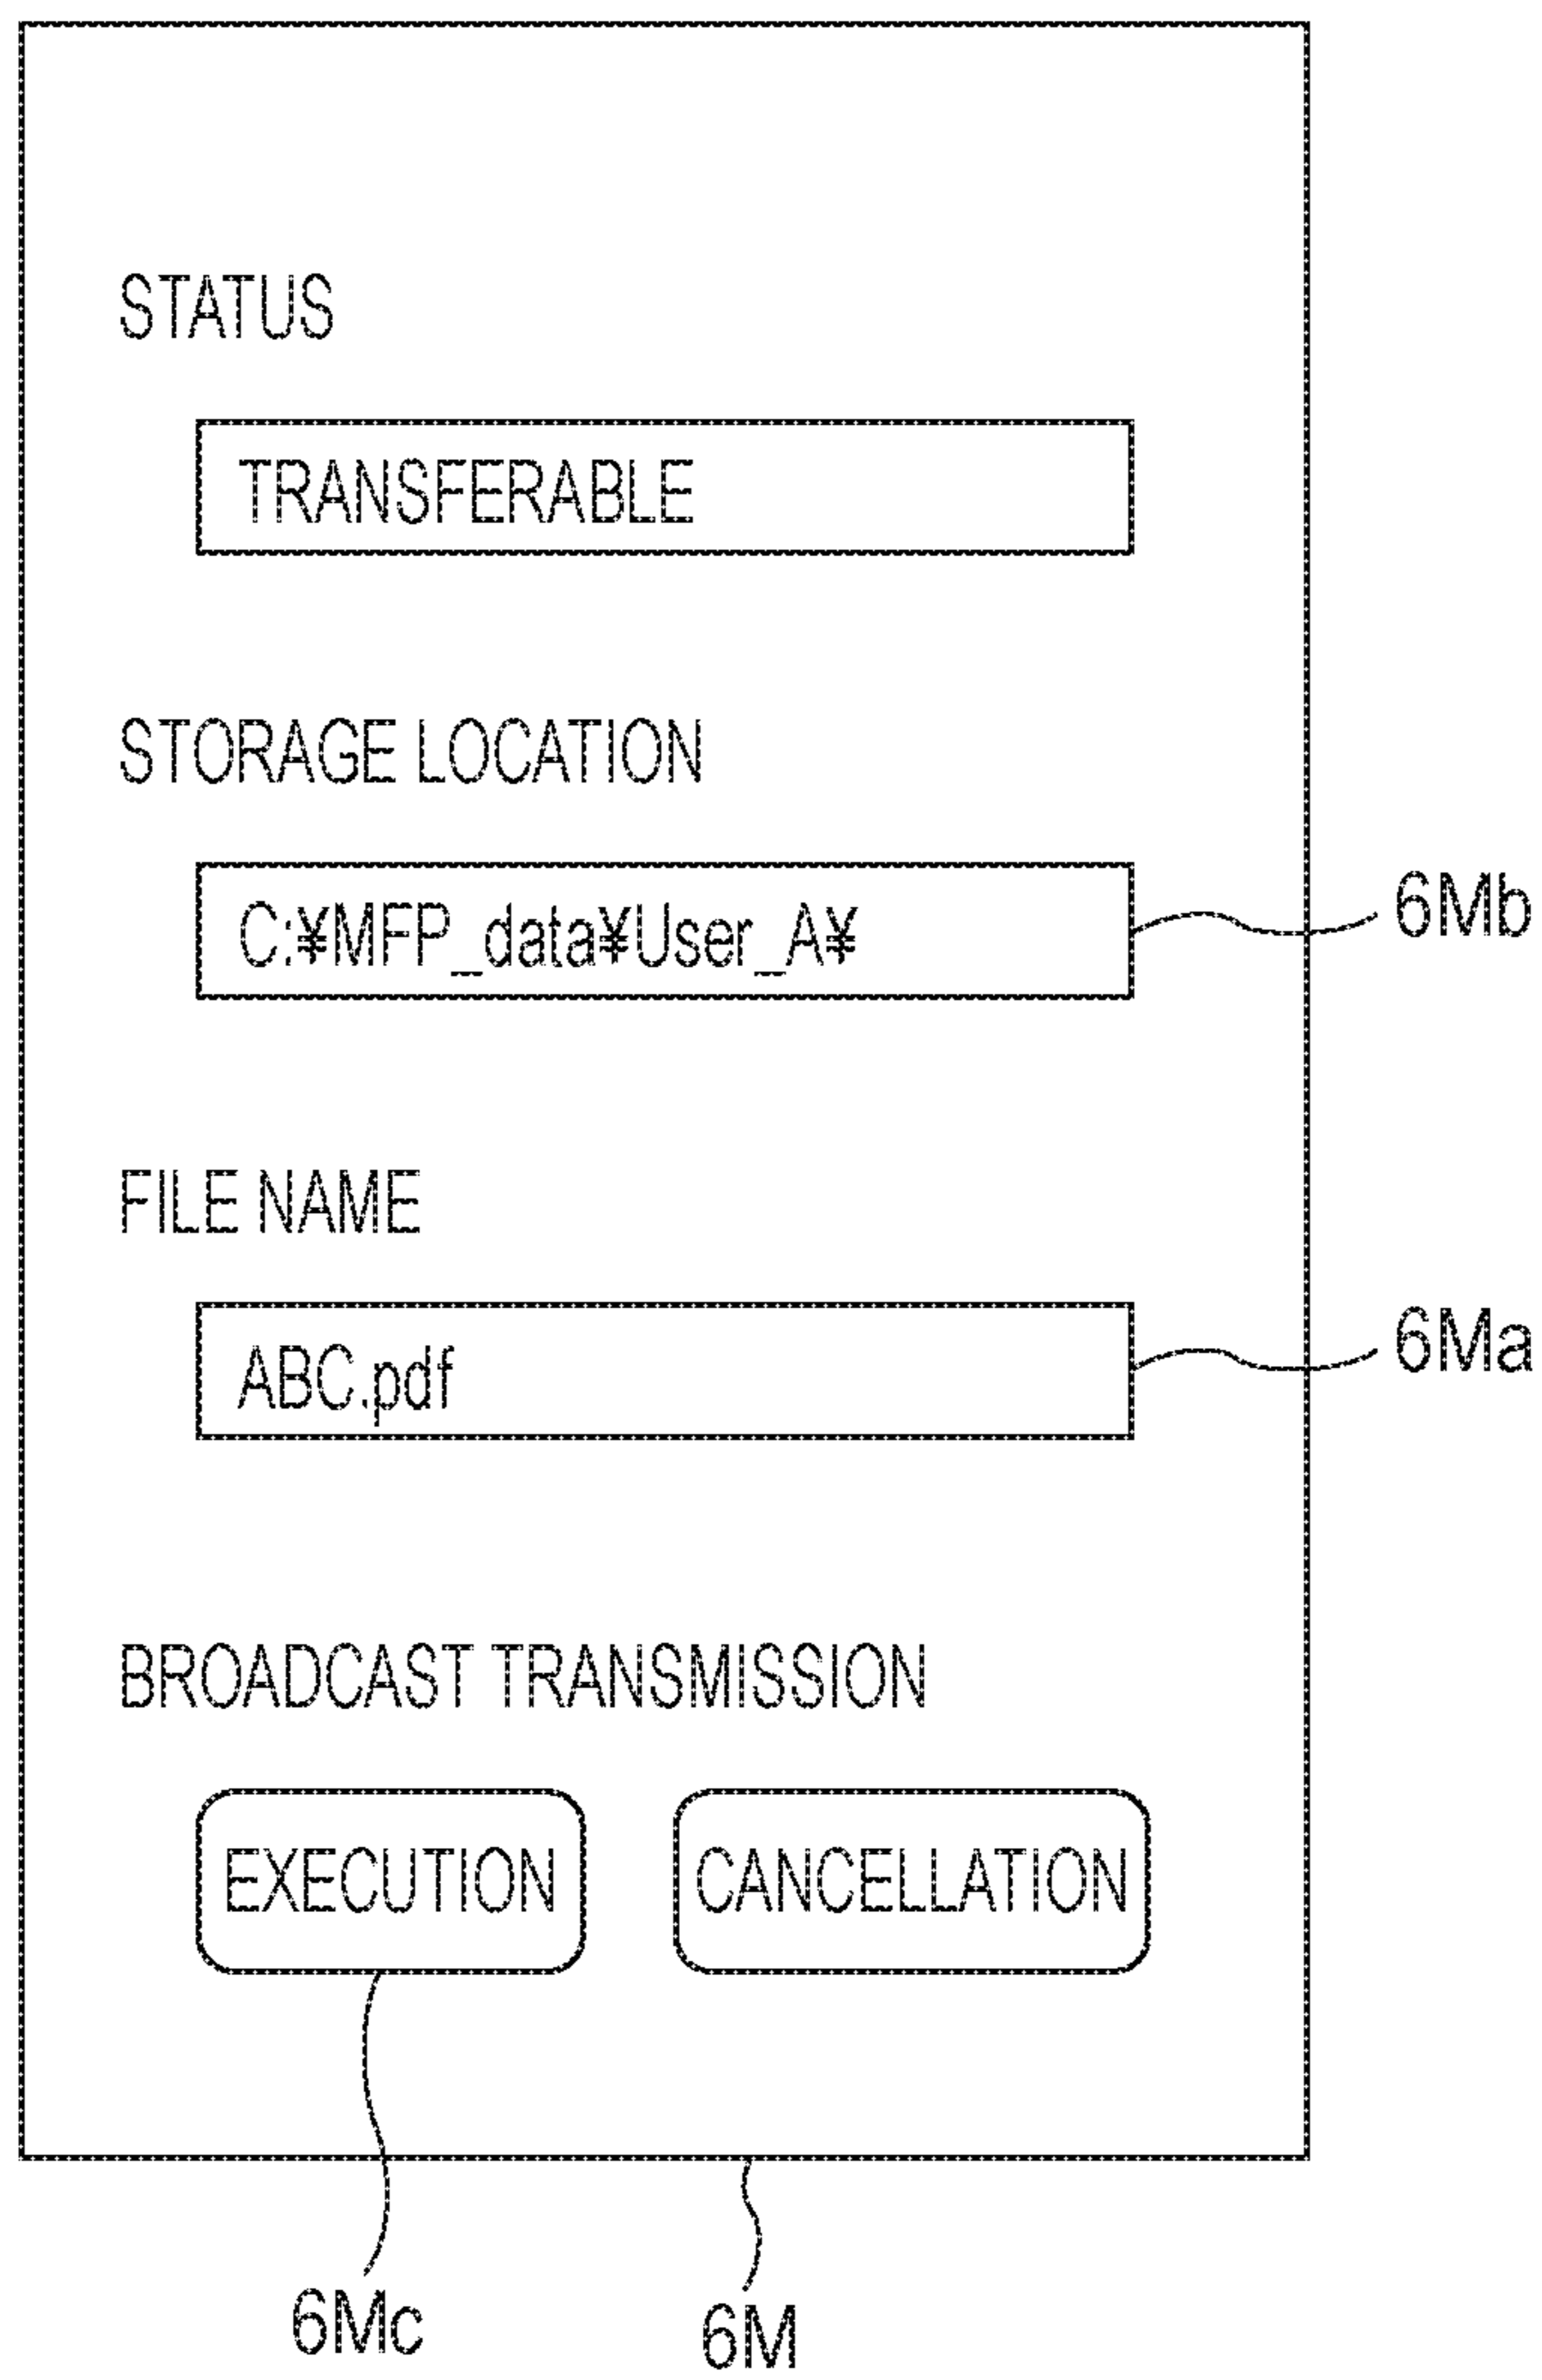 STATUS
TRANSFERABLE
STORAGE LOCATION
C:¥MFP_data¥User_A¥
6Mb
FILE NAME
ABC.pdf
6Ma
BROADCAST TRANSMISSION
EXECUTION
CANCELLATION
6Mc
6M